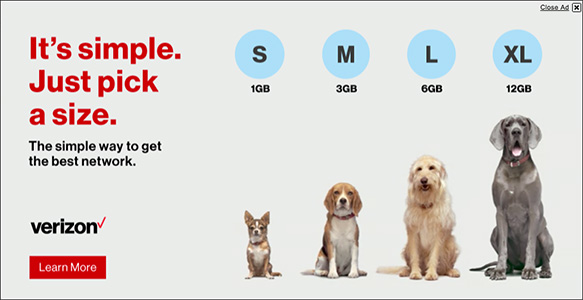 Close Ad X
It's simple.
Just pick
a size.
The simple way to get
the best network.
verizon✓
Learn More
S M L XL
1GB 3GB 6GB 12GB